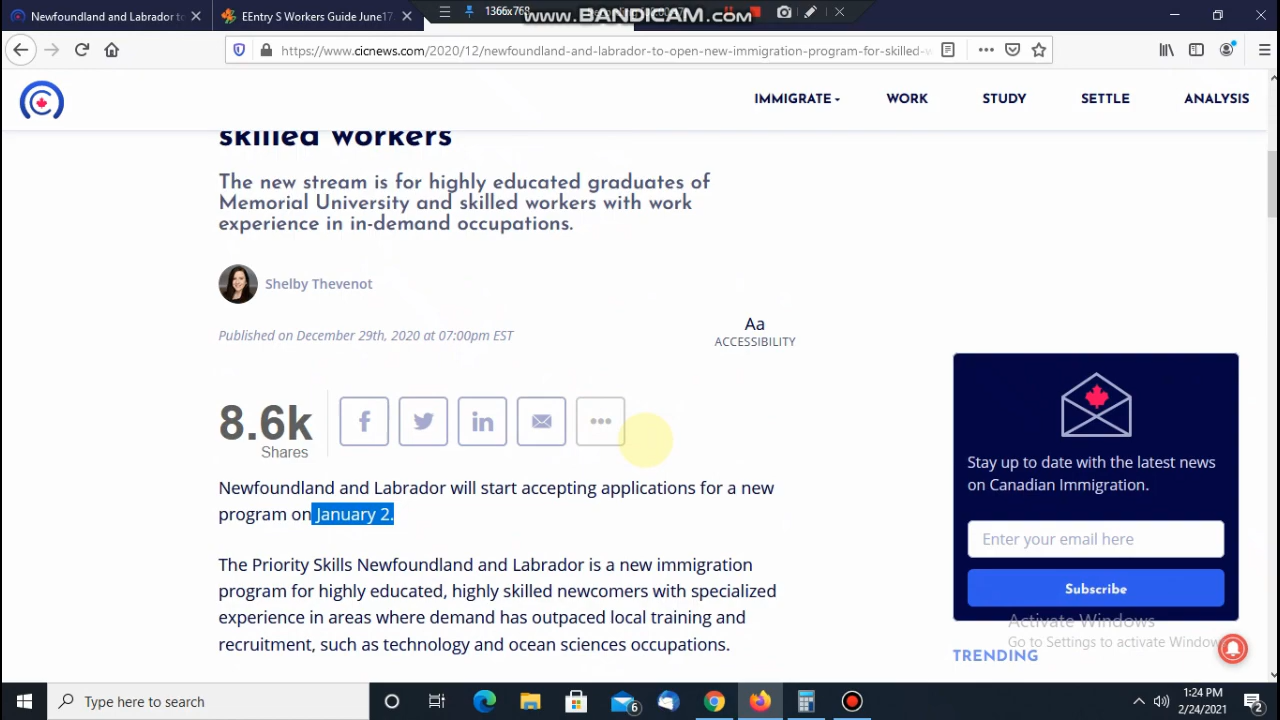 Newfoundland and Labrador to
EEntry S Workers Guide June17
1366x768
www.BANDICAM.com
https://www.cicnews.com/2020/12/newfoundland-and-labrador-to-open-new-immigration-program-for-skilled-w
IMMIGRATE
WORK
STUDY
SETTLE
ANALYSIS
skilled workers
The new stream is for highly educated graduates of
Memorial University and skilled workers with work
experience in in-demand occupations.
Shelby Thevenot
Published on December 29th, 2020 at 07:00pm EST
Aa
ACCESSIBILITY
8.6k
Shares
Newfoundland and Labrador will start accepting applications for a new
program on January 2.
The Priority Skills Newfoundland and Labrador is a new immigration
program for highly educated, highly skilled newcomers with specialized
experience in areas where demand has outpaced local training and
recruitment, such as technology and ocean sciences occupations.
Stay up to date with the latest news
on Canadian Immigration.
Enter your email here
Subscribe
Activate Windows
Go to Settings to activate Windows
TRENDING
Type here to search
6
1:24 PM
2/24/2021
2